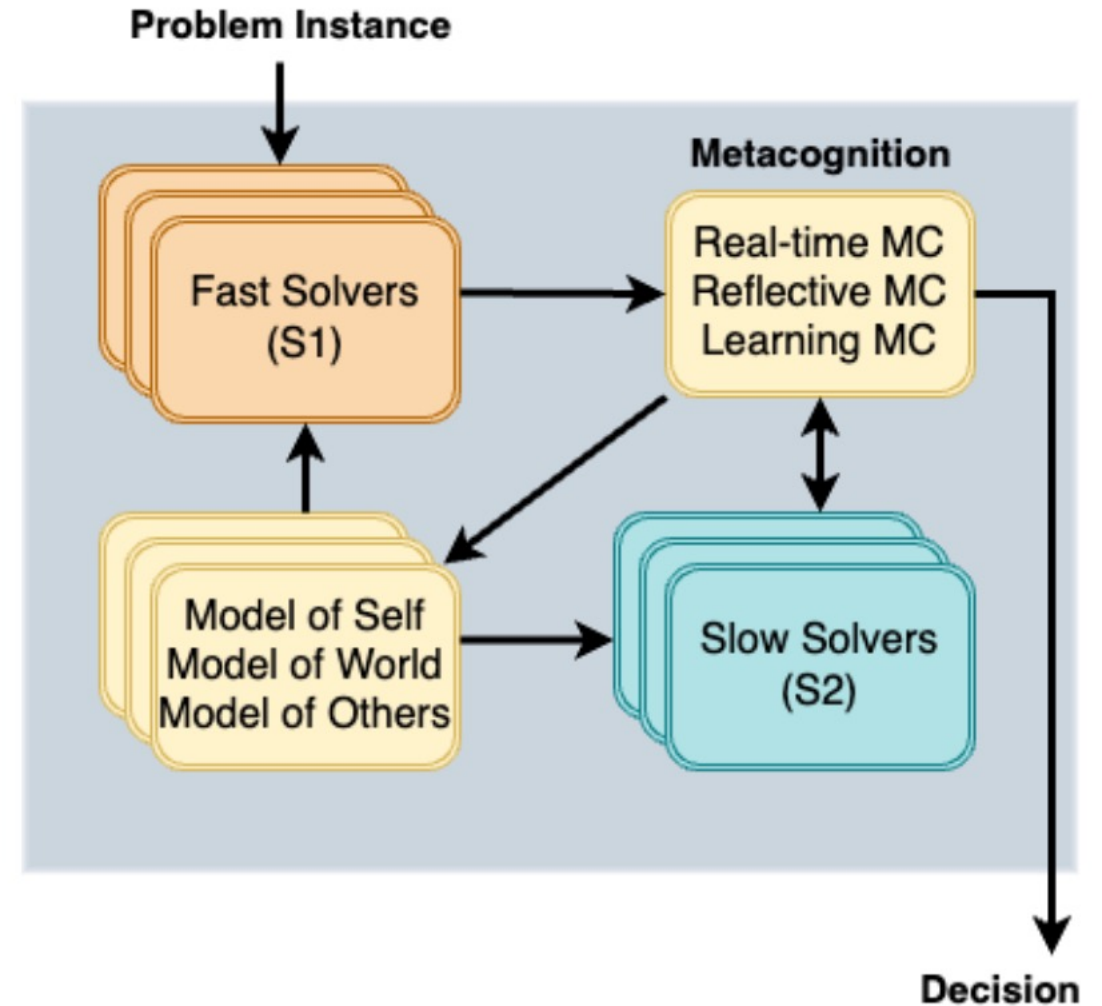 Problem Instance
Metacognition
Fast Solvers
(S1)
Real-time MC
Reflective MC
Learning MC
Model of Self
Model of World
Model of Others
Slow Solvers
(S2)
Decision